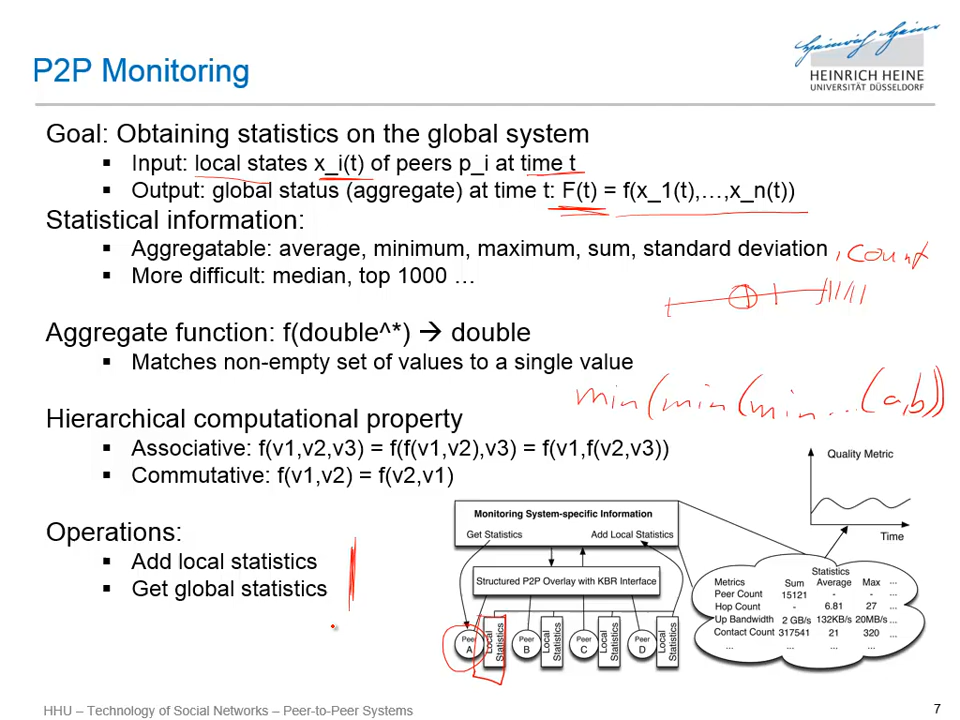 Heinrich Heine
HEINRICH HEINE
UNIVERSITÄT DÜSSELDORF
P2P Monitoring
Goal: Obtaining statistics on the global system
▪ Input: local states x_i(t) of peers p_i at time t
▪ Output: global status (aggregate) at time t: F(t) = f(x_1(t),…,x_n(t))
Statistical information:
▪ Aggregatable: average, minimum, maximum, sum, standard deviation , count
▪ More difficult: median, top 1000 …
Aggregate function: f(double^*) → double
▪ Matches non-empty set of values to a single value
min(min(min...(a,b))
Hierarchical computational property
▪ Associative: f(v1,v2,v3) = f(f(v1,v2),v3) = f(v1,f(v2,v3))
▪ Commutative: f(v1,v2) = f(v2,v1)
Operations:
▪ Add local statistics
▪ Get global statistics
Monitoring System-specific Information
Get Statistics Add Local Statistics
Structured P2P Overlay with KBR Interface
Peer A
Local Statistics
Peer B
Local Statistics
Peer C
Local Statistics
Peer D
Local Statistics
Quality Metric
Time
Statistics
Metrics Sum Average Max ...
Peer Count 15121 - - ...
Hop Count - 6.81 27 ...
Up Bandwidth 2 GB/s 132KB/s 20MB/s ...
Contact Count 317541 21 320 ...
... ... ... ...
HHU – Technology of Social Networks – Peer-to-Peer Systems
7